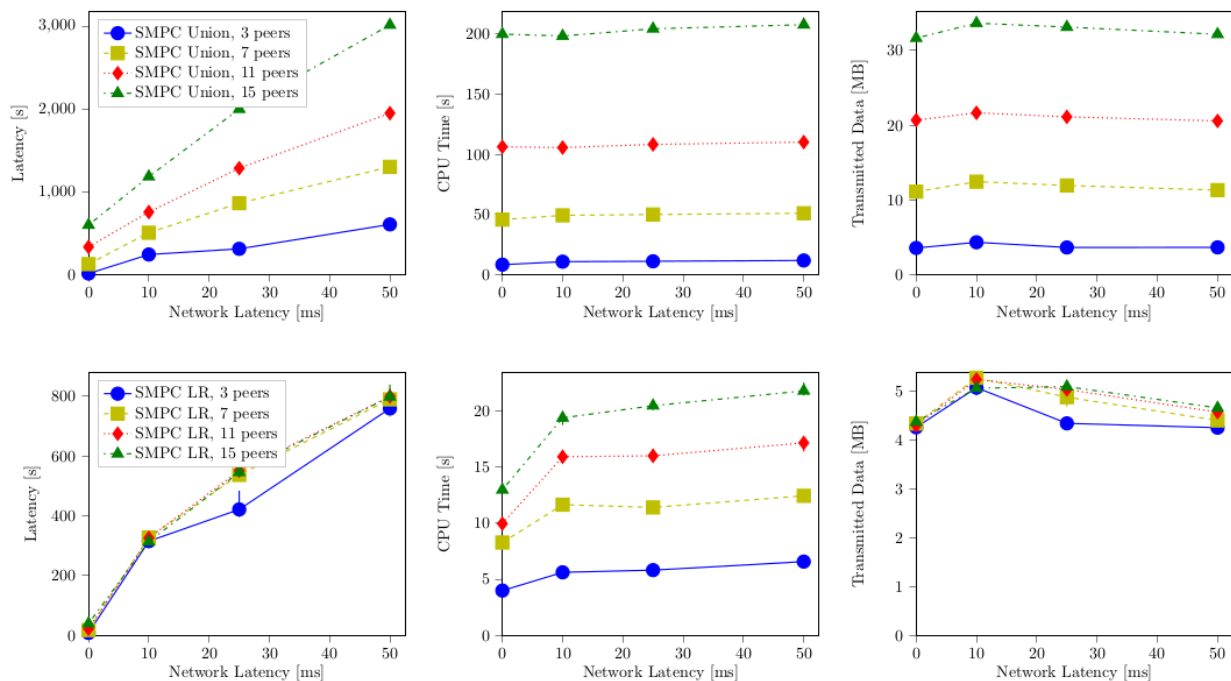 3,000
2,000
1,000
0
Latency [s]
SMPC Union, 3 peers
SMPC Union, 7 peers
SMPC Union, 11 peers
SMPC Union, 15 peers
0 10 20 30 40 50
Network Latency [ms]
200
150
100
50
0
CPU Time [s]
0 10 20 30 40 50
Network Latency [ms]
30
20
10
0
Transmitted Data [MB]
0 10 20 30 40 50
Network Latency [ms]
800
600
400
200
0
Latency [s]
SMPC LR, 3 peers
SMPC LR, 7 peers
SMPC LR, 11 peers
SMPC LR, 15 peers
0 10 20 30 40 50
Network Latency [ms]
20
15
10
5
0
CPU Time [s]
0 10 20 30 40 50
Network Latency [ms]
5
4
3
2
1
0
Transmitted Data [MB]
0 10 20 30 40 50
Network Latency [ms]